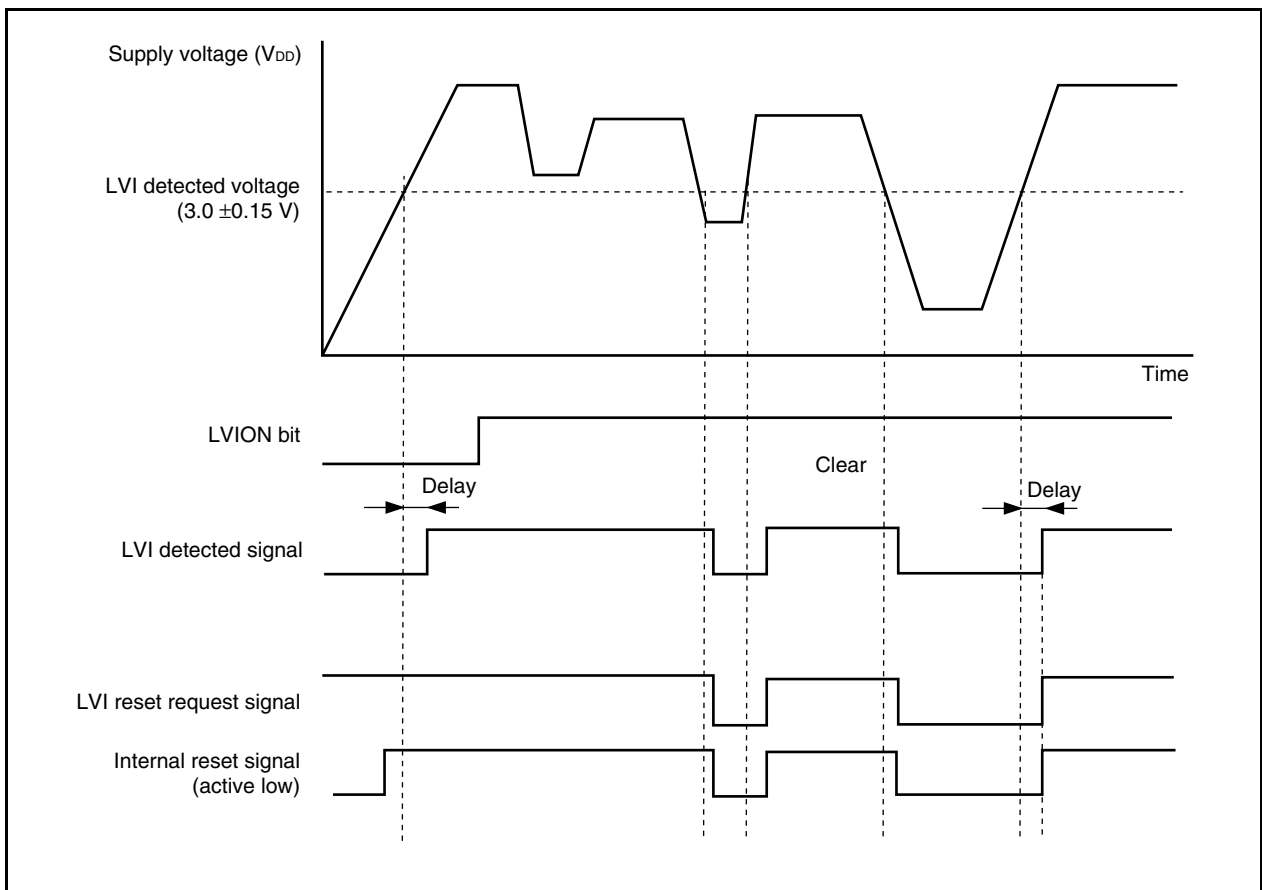 Supply voltage (VDD)
LVI detected voltage
(3.0 ±0.15 V)
Time
LVION bit
Clear
Delay
Delay
LVI detected signal
LVI reset request signal
Internal reset signal
(active low)